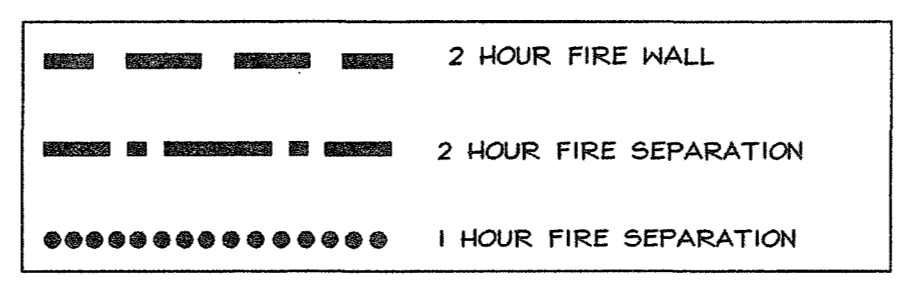 2 HOUR FIRE WALL
2 HOUR FIRE SEPARATION
1 HOUR FIRE SEPARATION